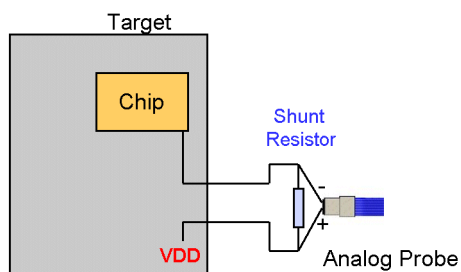 Target
Chip
Shunt
Resistor
-
+
VDD
Analog Probe